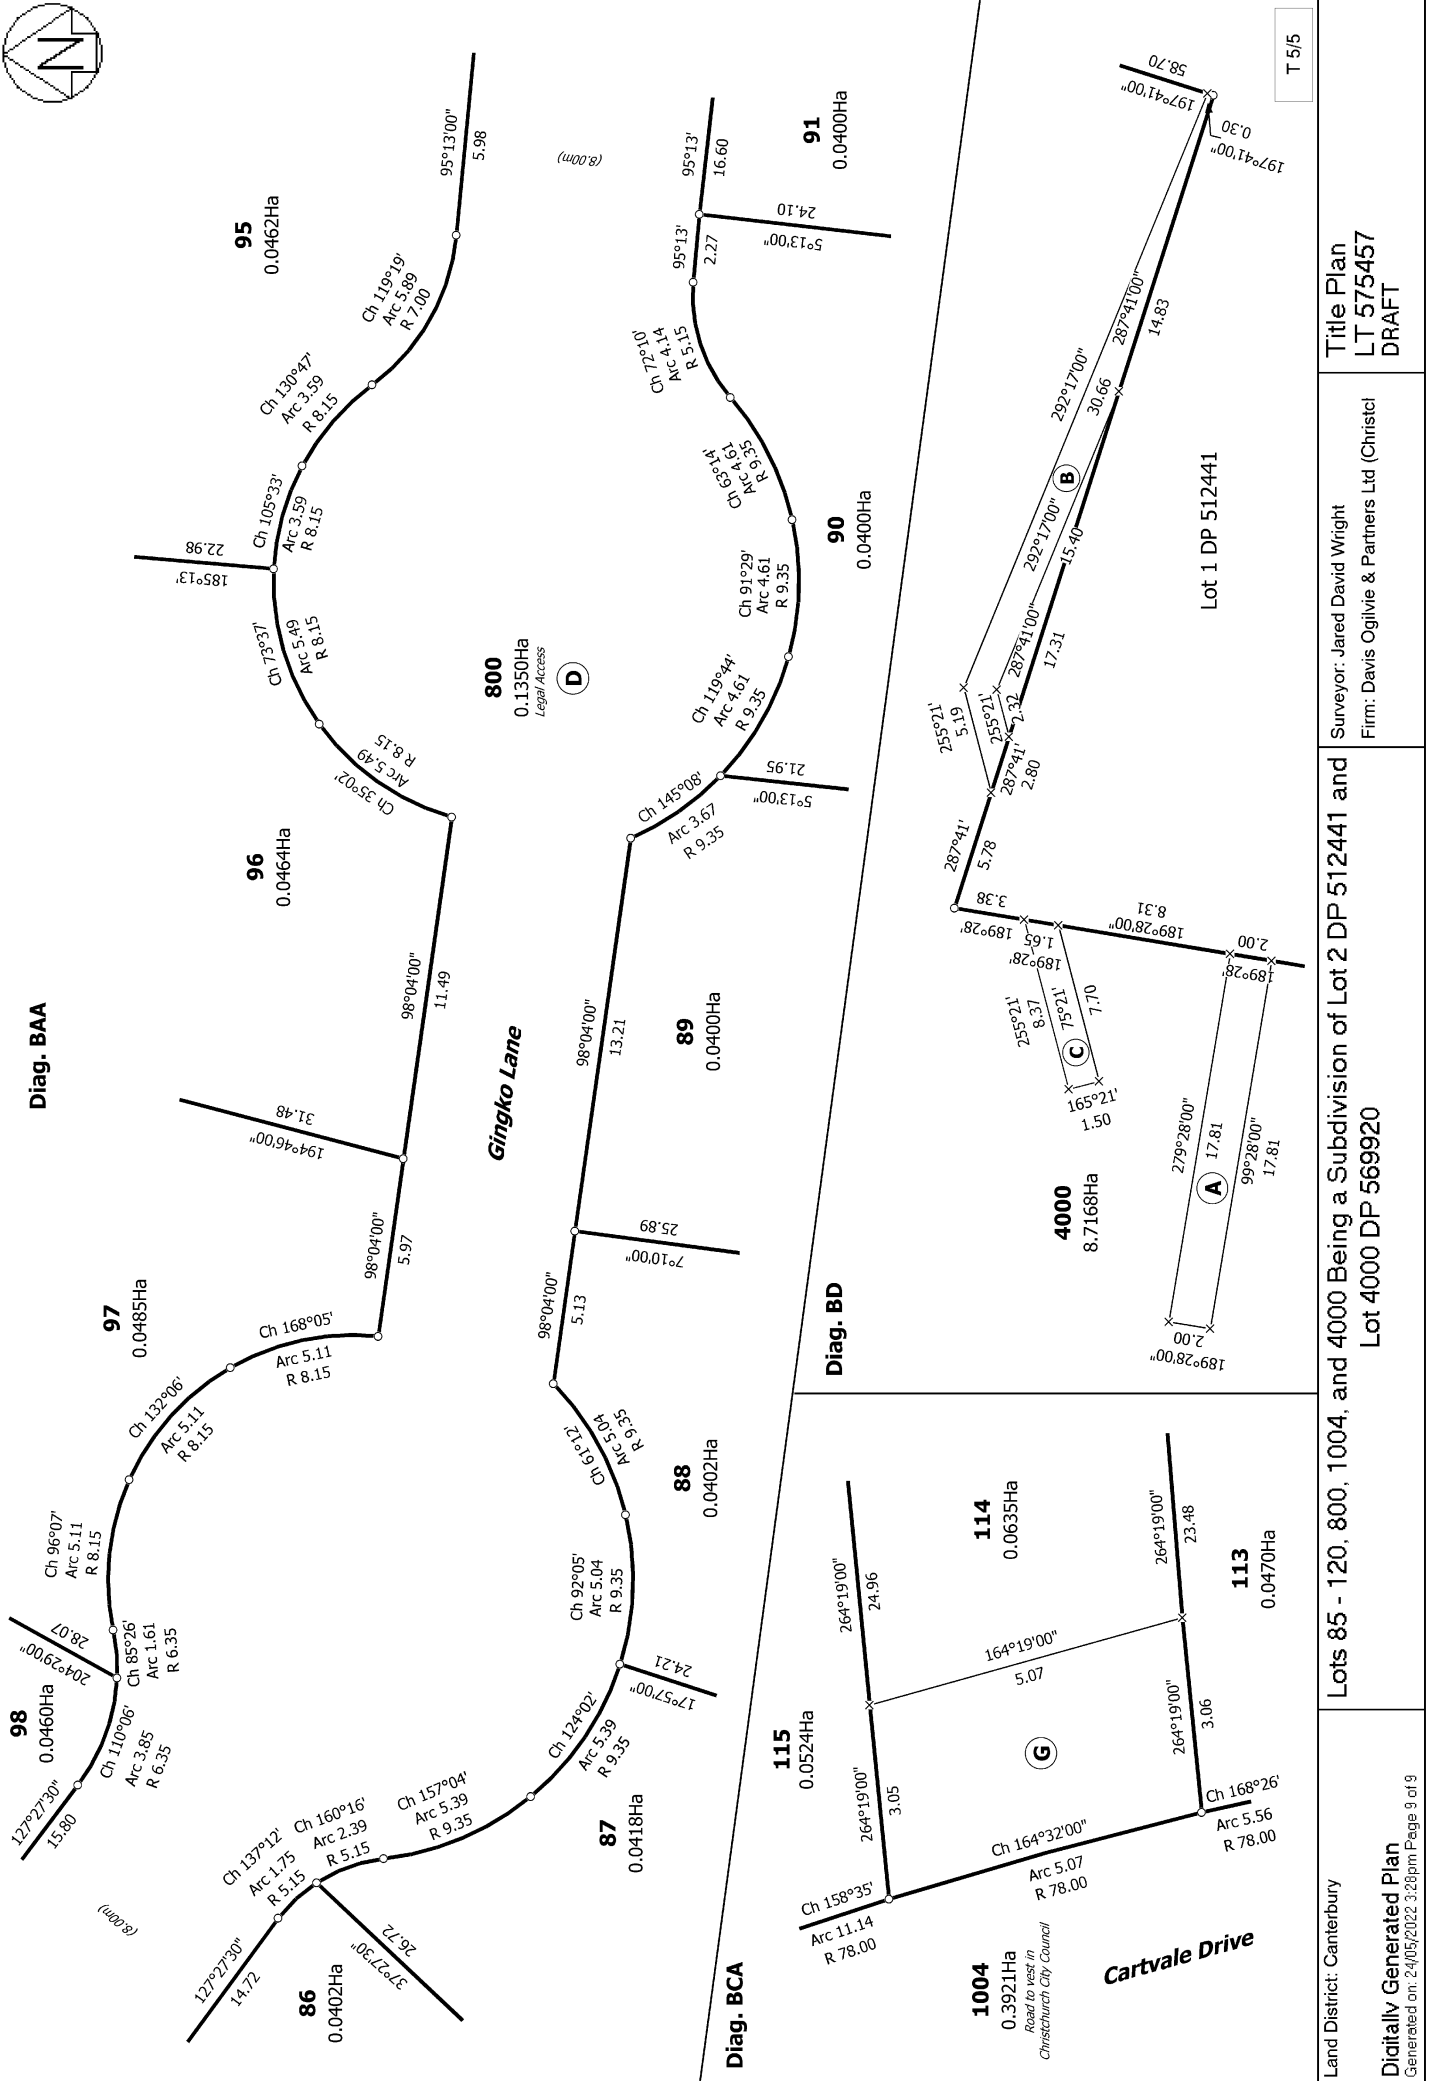 N
Diag. BAA
95
0.0462Ha
95°13'00"
5.98
Ch 119°19'
Arc 5.89
R 7.00
Ch 130°47'
Arc 3.59
R 8.15
Ch 105°33'
Arc 3.59
R 8.15
22.98
185°13'
Ch 73°37'
Arc 5.49
R 8.15
Ch 35°02'
Arc 5.49
R 8.15
96
0.0464Ha
98°04'00"
11.49
31.48
194°46'00"
98°04'00"
5.97
97
0.0485Ha
Ch 168°05'
Arc 5.11
R 8.15
Ch 132°06'
Arc 5.11
R 8.15
Ch 96°07'
Arc 5.11
R 8.15
28.07
204°29'00"
Ch 85°26'
Arc 1.61
R 6.35
98
0.0460Ha
Ch 110°06'
Arc 3.85
R 6.35
127°27'30"
15.80
(8.00m)
127°27'30"
14.72
86
0.0402Ha
26.72
37°27'30"
Ch 137°12'
Arc 1.75
R 5.15
Ch 160°16'
Arc 2.39
R 5.15
Ch 157°04'
Arc 5.39
R 9.35
87
0.0418Ha
Ch 124°02'
Arc 5.39
R 9.35
24.21
17°57'00"
Ch 92°05'
Arc 5.04
R 9.35
88
0.0402Ha
Ch 61°12'
Arc 5.04
R 9.35
98°04'00"
5.13
25.89
7°10'00"
Gingko Lane
98°04'00"
13.21
89
0.0400Ha
Ch 145°08'
Arc 3.67
R 9.35
21.95
5°13'00"
800
0.1350Ha
Legal Access
D
Ch 119°44'
Arc 4.61
R 9.35
Ch 91°29'
Arc 4.61
R 9.35
90
0.0400Ha
Ch 63°14'
Arc 4.61
R 9.35
Ch 72°10'
Arc 4.14
R 5.15
95°13'
2.27
24.10
5°13'00"
95°13'
16.60
91
0.0400Ha
(8.00m)
Diag. BCA
115
0.0524Ha
264°19'00"
24.96
264°19'00"
3.05
114
0.0635Ha
164°19'00"
5.07
264°19'00"
23.48
264°19'00"
3.06
113
0.0470Ha
G
Ch 158°35'
Arc 11.14
R 78.00
Ch 164°32'00"
Arc 5.07
R 78.00
Ch 168°26'
Arc 5.56
R 78.00
1004
0.3921Ha
Road to vest in
Christchurch City Council
Cartvale Drive
Diag. BD
4000
8.7168Ha
279°28'00"
17.81
A
99°28'00"
17.81
2.00
189°28'00"
2.00
189°28'
8.31
189°28'00"
1.65
189°28'
3.38
189°28'
255°21'
8.37
C
75°21'
7.70
165°21'
1.50
287°41'
5.78
287°41'
2.80
255°21'
5.19
255°21'
2.32
287°41'00"
17.31
292°17'00"
15.40
B
292°17'00"
30.66
287°41'00"
14.83
58.70
197°41'00"
0.30
197°41'00"
Lot 1 DP 512441
T 5/5
Land District: Canterbury
Digitally Generated Plan
Generated on: 24/05/2022 3:28pm Page 9 of 9
Lots 85 - 120, 800, 1004, and 4000 Being a Subdivision of Lot 2 DP 512441 and
Lot 4000 DP 569920
Surveyor: Jared David Wright
Firm: Davis Ogilvie & Partners Ltd (Christcl
Title Plan
LT 575457
DRAFT